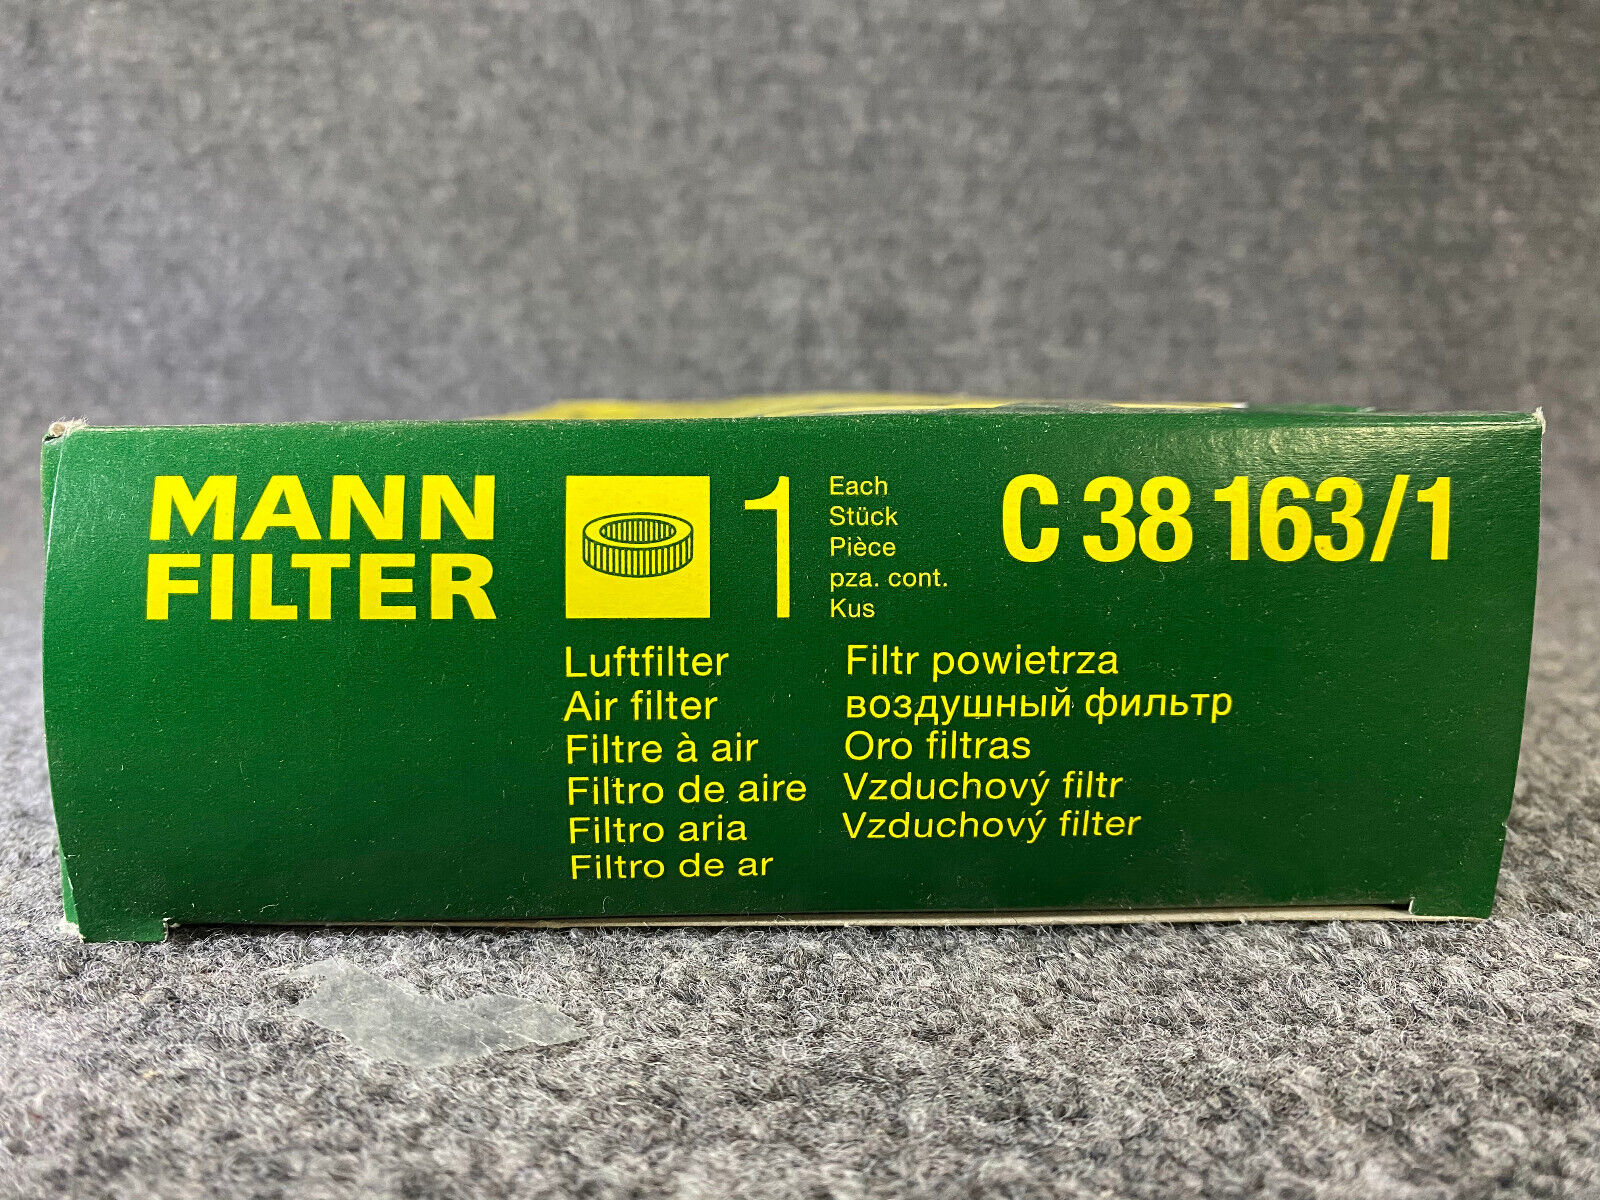 MANN
FILTER
1
Each
Stück
Pièce
pza. cont.
Kus
C 38 163/1
Luftfilter
Air filter
Filtre à air
Filtro de aire
Filtro aria
Filtro de ar
Filtr powietrza
воздушный фильтр
Oro filtras
Vzduchový filtr
Vzduchový filter